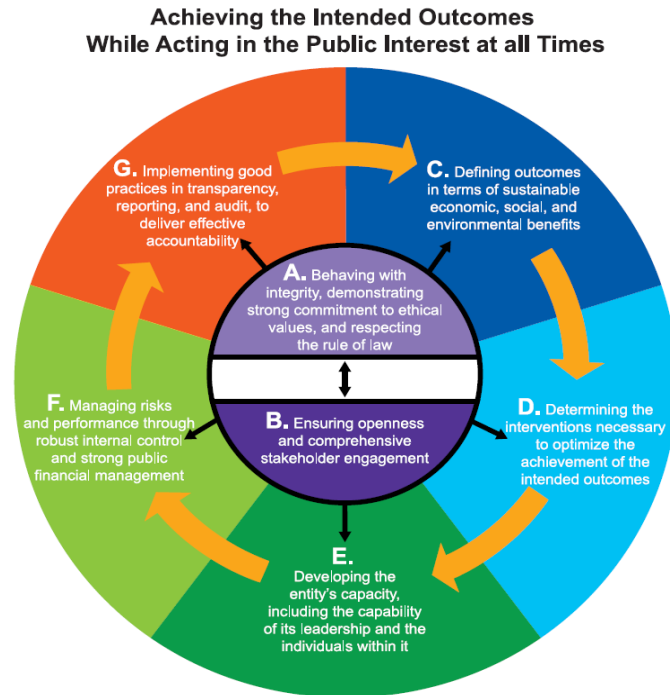 Achieving the Intended Outcomes
While Acting in the Public Interest at all Times
G. Implementing good
practices in transparency,
reporting, and audit, to
deliver effective
accountability
C. Defining outcomes
in terms of sustainable
economic, social, and
environmental benefits
A. Behaving with
integrity, demonstrating
strong commitment to ethical
values, and respecting
the rule of law
F. Managing risks
and performance through
robust internal control
and strong public
financial management
B. Ensuring openness
and comprehensive
stakeholder engagement
D. Determining the
interventions necessary
to optimize the
achievement of the
intended outcomes
E.
Developing the
entity's capacity,
including the capability
of its leadership and the
individuals within it